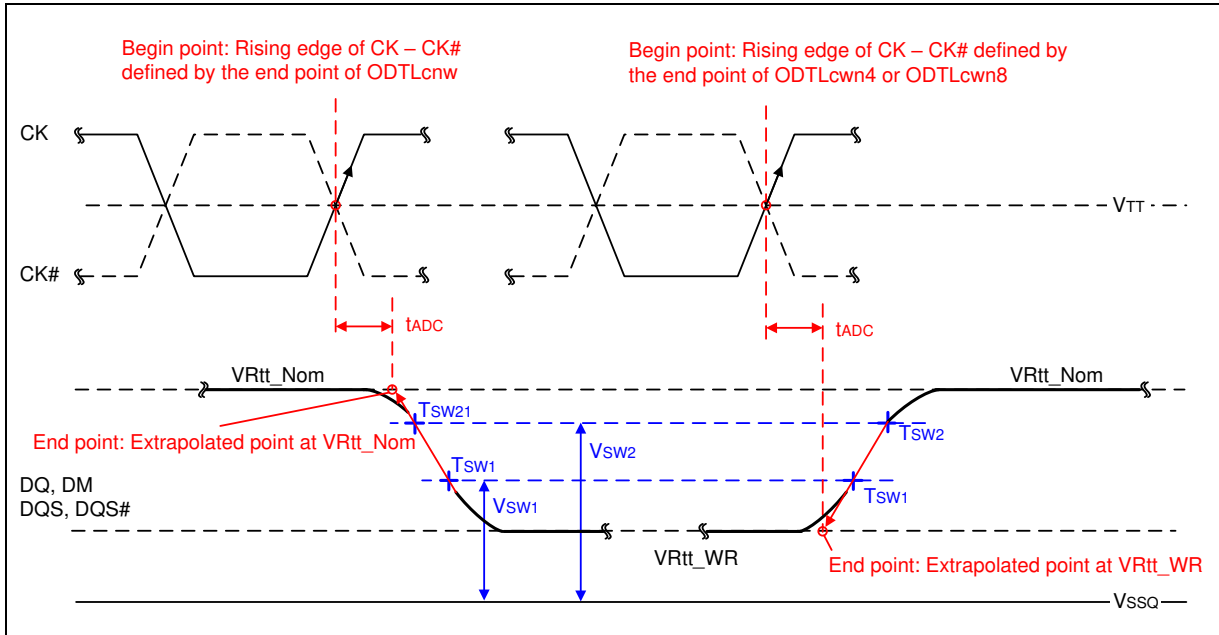 Begin point: Rising edge of CK – CK#
defined by the end point of ODTLcnw
Begin point: Rising edge of CK – CK# defined by
the end point of ODTLcwn4 or ODTLcwn8
CK
VTT
CK#
tADC
tADC
VRtt_Nom
VRtt_Nom
TSW21
TSW2
End point: Extrapolated point at VRtt_Nom
VSW2
TSW1
TSW1
VSW1
DQ, DM
DQS, DQS#
VRtt_WR
End point: Extrapolated point at VRtt_WR
VSSQ